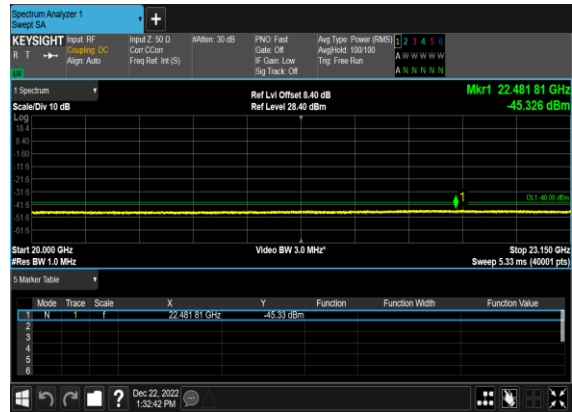 Spectrum Analyzer 1
Swept SA
+
KEYSIGHT Input: RF Input Z: 50 Ω #Atten: 30 dB PNO: Fast Avg Type: Power (RMS) 1 2 3 4 5 6
R T Coupling: DC Corr CCorr Gate: Off Avg|Hold: 100/100 A W W W W W
Align: Auto Freq Ref: Int (S) IF Gain: Low Trig: Free Run A N N N N N
Sig Track: Off
1 Spectrum Ref Lvl Offset 8.40 dB Mkr1 22.481 81 GHz
Scale/Div 10 dB Ref Level 28.40 dBm -45.326 dBm
Log
18.4
8.40
-1.60
-11.6
-21.6
-31.6 1 DL1 -40.00 dBm
-41.6
-51.6
-61.6
Start 20.000 GHz Video BW 3.0 MHz* Stop 23.150 GHz
#Res BW 1.0 MHz Sweep 5.33 ms (40001 pts)
5 Marker Table
Mode Trace Scale X Y Function Function Width Function Value
1 N 1 f 22.481 81 GHz -45.33 dBm
2
3
4
5
6
? Dec 22, 2022
1:32:42 PM